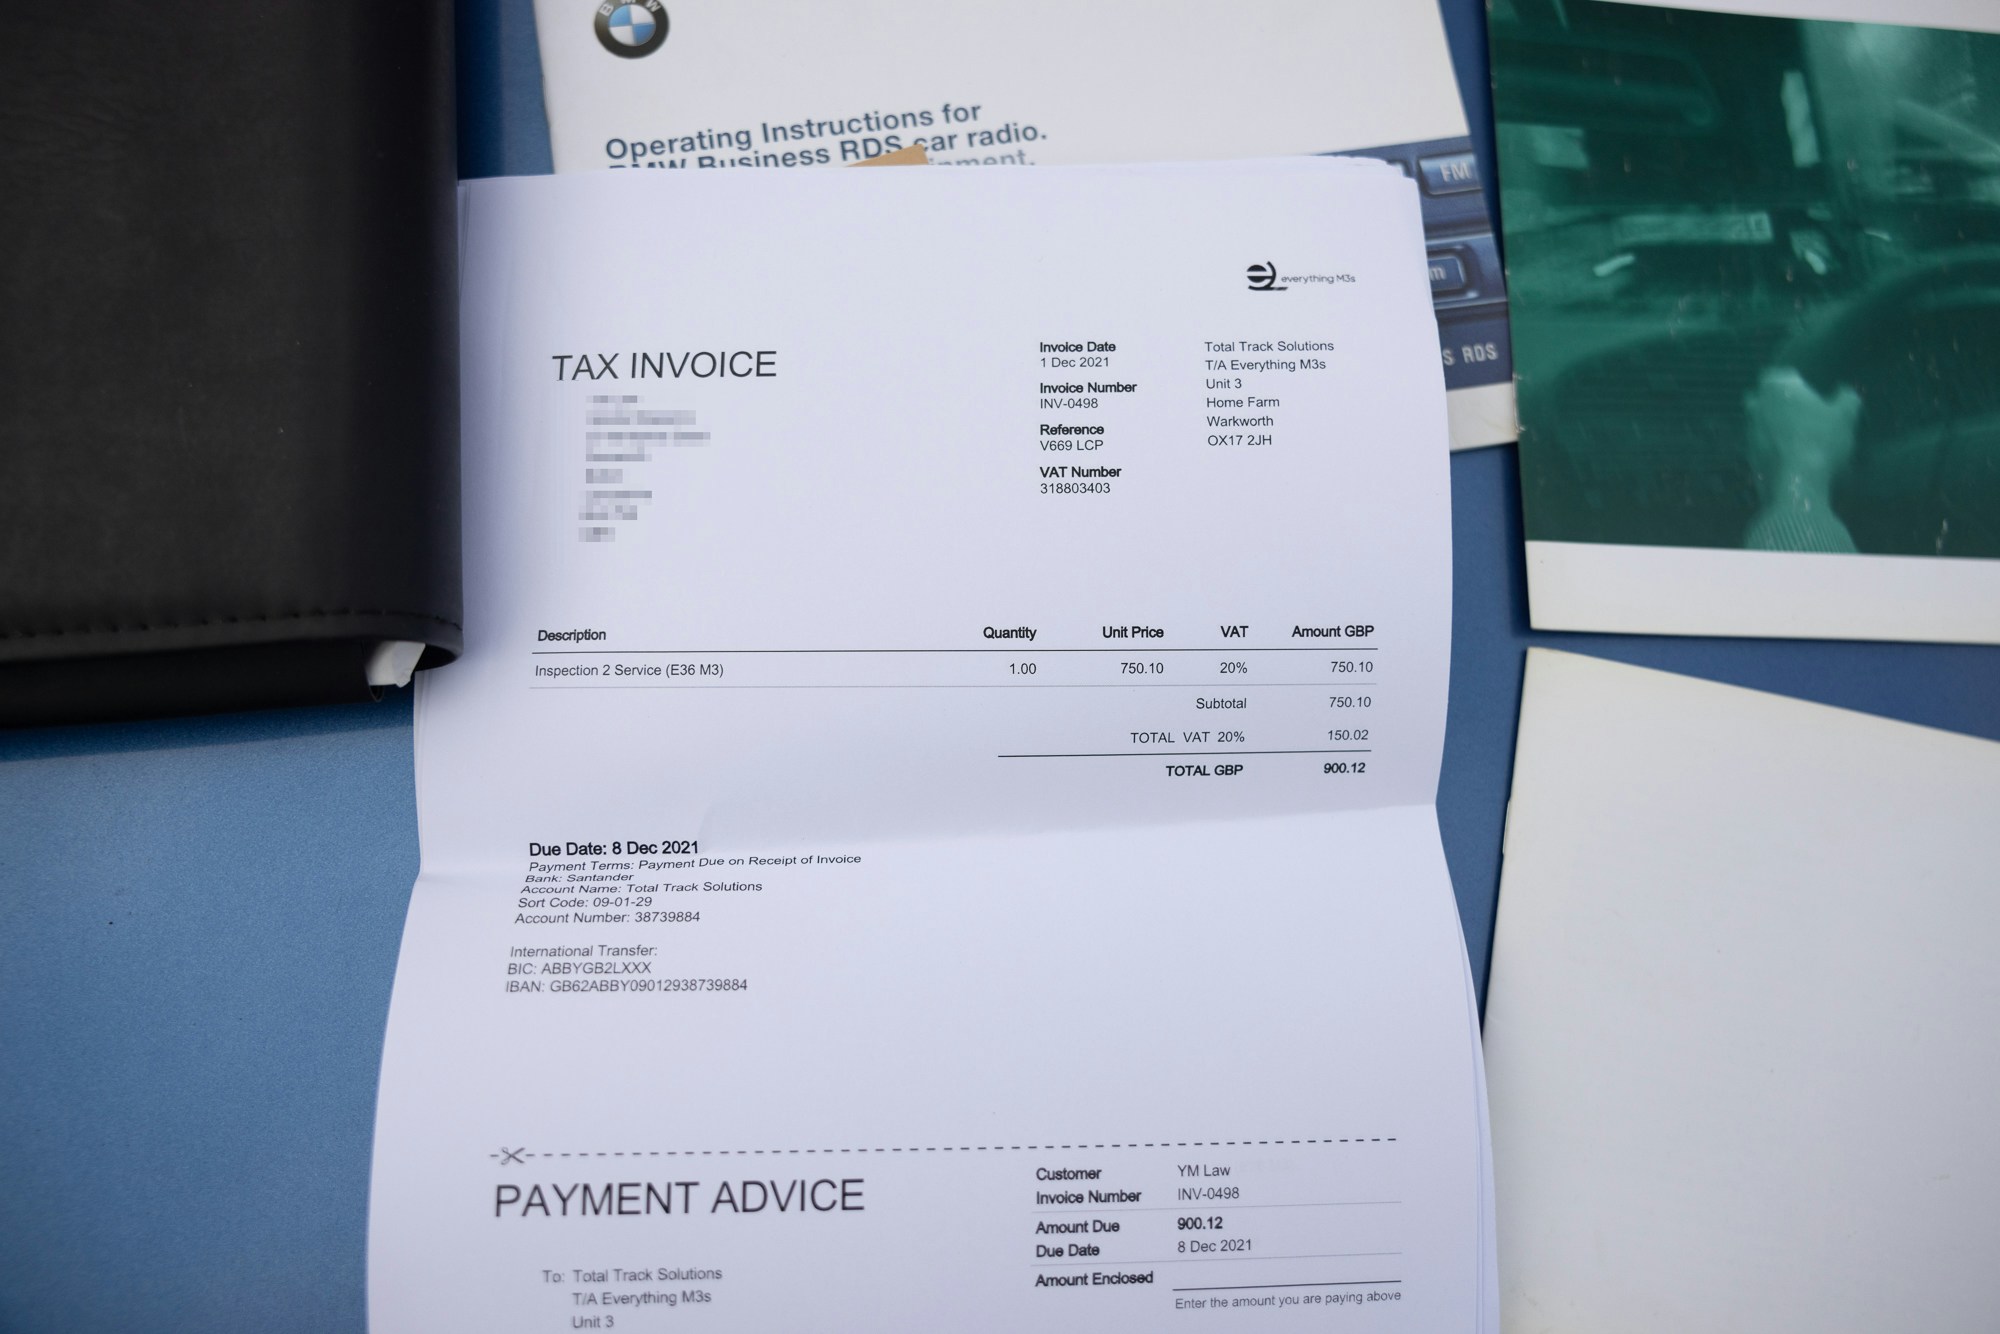 BMW
Operating Instructions for
BMW Business RDS car radio.
FM
m
S RDS
everything M3s
TAX INVOICE
Invoice Date
1 Dec 2021
Invoice Number
INV-0498
Reference
V669 LCP
VAT Number
318803403
Total Track Solutions
T/A Everything M3s
Unit 3
Home Farm
Warkworth
OX17 2JH
Description Quantity Unit Price VAT Amount GBP
Inspection 2 Service (E36 M3) 1.00 750.10 20% 750.10
Subtotal 750.10
TOTAL VAT 20% 150.02
TOTAL GBP 900.12
Due Date: 8 Dec 2021
Payment Terms: Payment Due on Receipt of Invoice
Bank: Santander
Account Name: Total Track Solutions
Sort Code: 09-01-29
Account Number: 38739884
International Transfer:
BIC: ABBYGB2LXXX
IBAN: GB62ABBY09012938739884
PAYMENT ADVICE
To: Total Track Solutions
T/A Everything M3s
Unit 3
Customer YM Law
Invoice Number INV-0498
Amount Due 900.12
Due Date 8 Dec 2021
Amount Enclosed
Enter the amount you are paying above